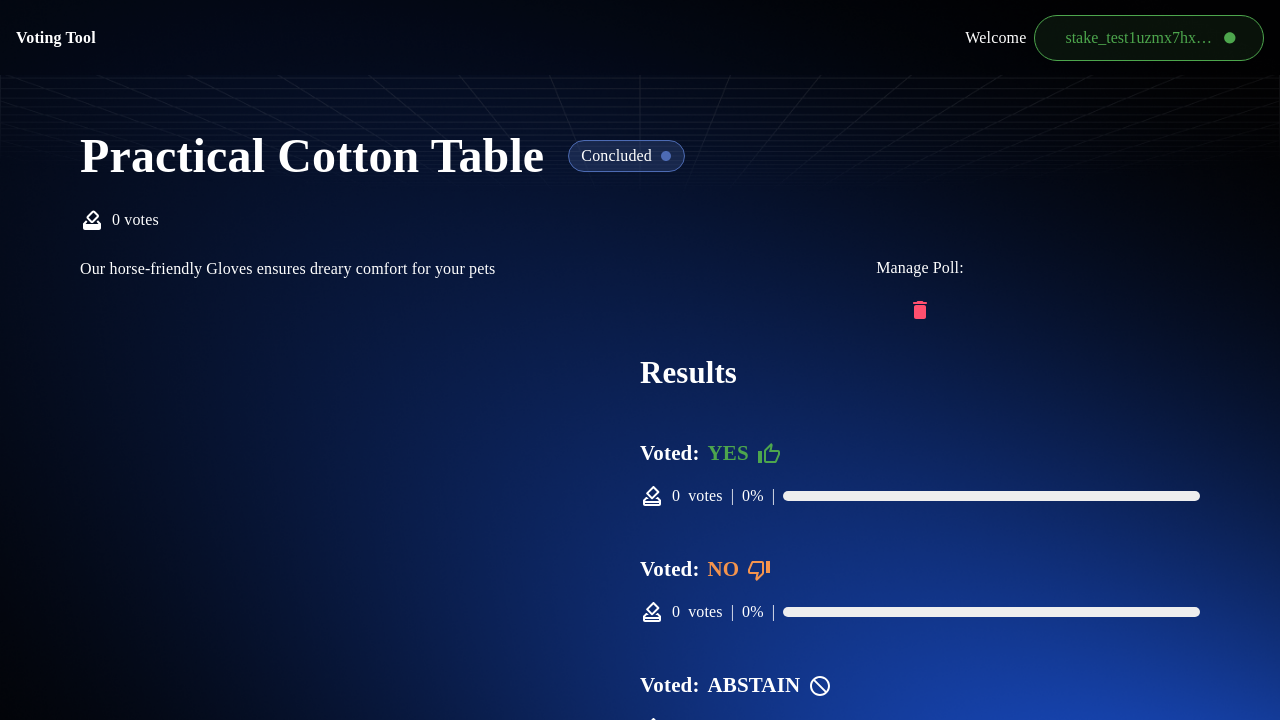 Voting Tool
Welcome stake_test1uzmx7hx…
Practical Cotton Table
Concluded
0 votes
Our horse-friendly Gloves ensures dreary comfort for your pets
Manage Poll:
Results
Voted: YES
0 votes | 0% |
Voted: NO
0 votes | 0% |
Voted: ABSTAIN